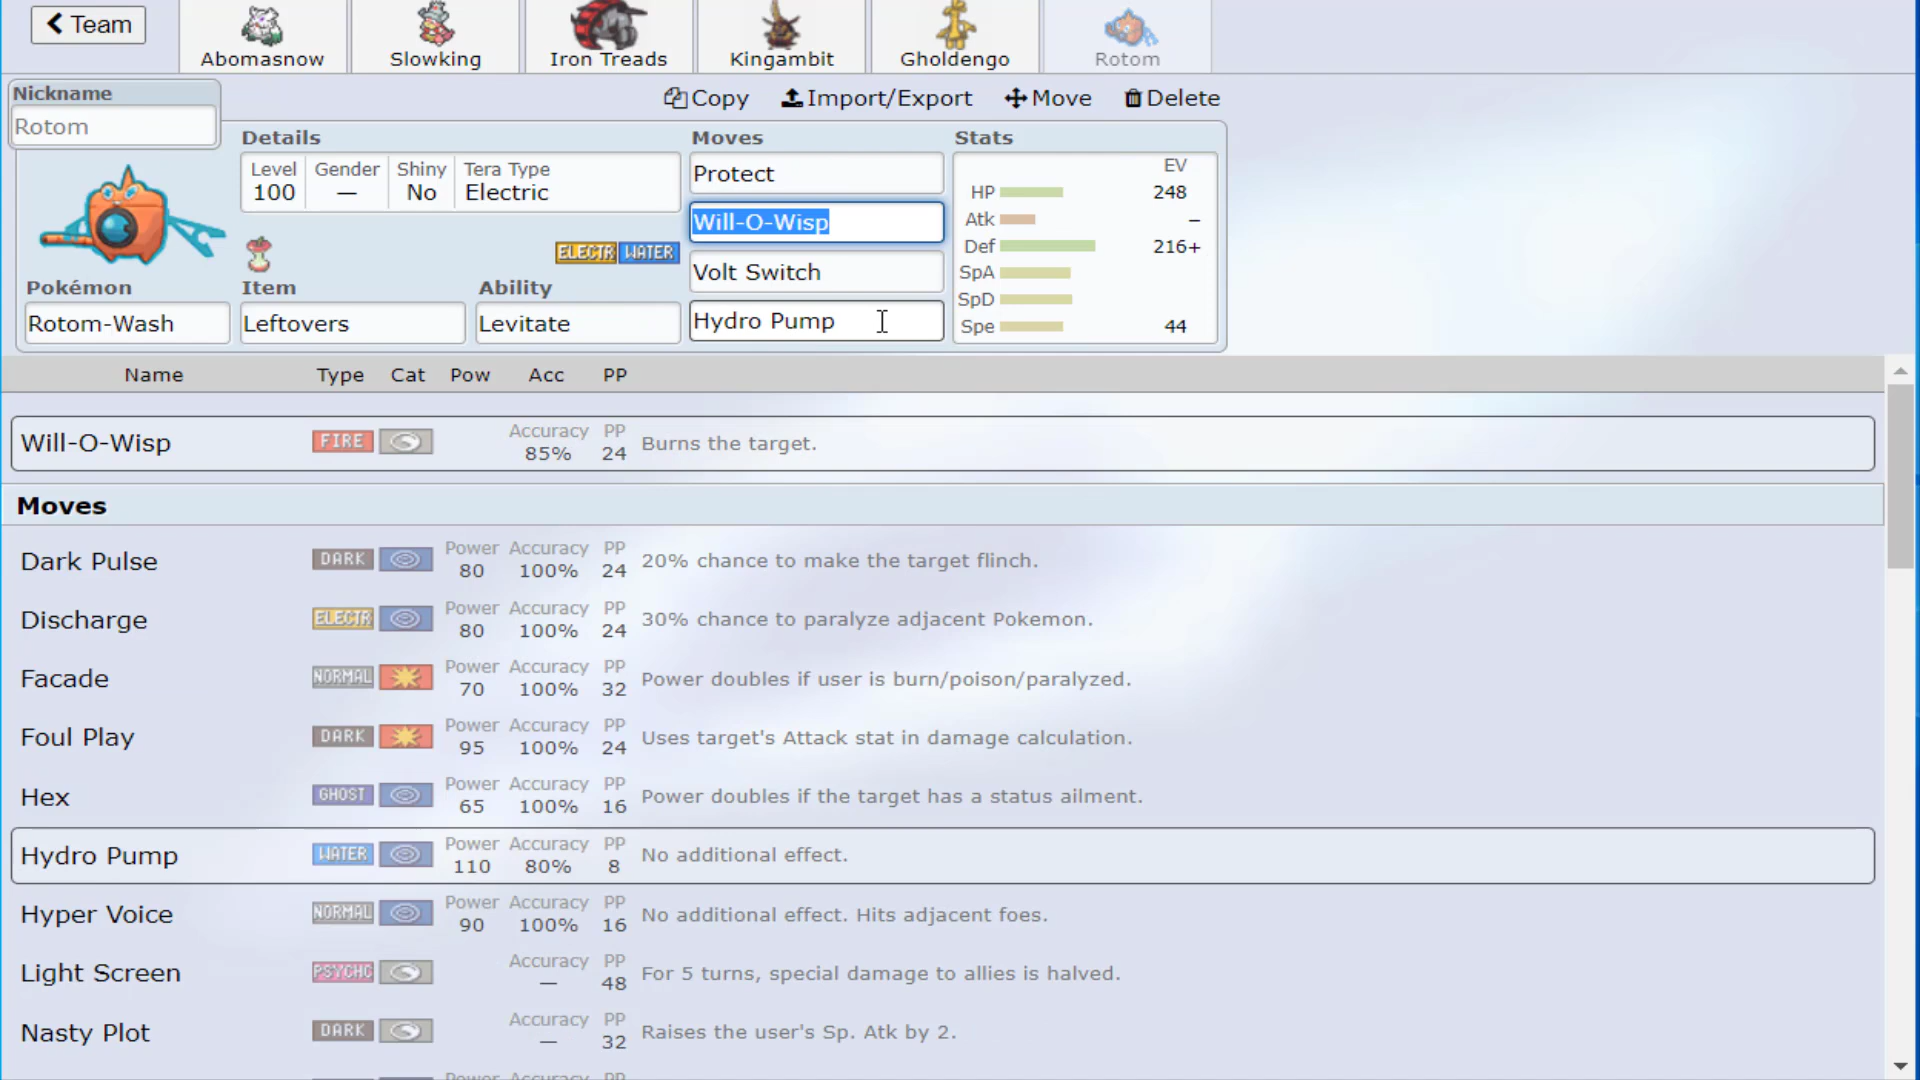 Team
Abomasnow
Slowking
Iron Treads
Kingambit
Gholdengo
Rotom
Nickname
Rotom
Copy
Import/Export
Move
Delete
Details
Level Gender Shiny Tera Type
100 — No Electric
ELECTR WATER
Pokémon Item Ability
Rotom-Wash Leftovers Levitate
Moves
Protect
Will-O-Wisp
Volt Switch
Hydro Pump
Stats
EV
HP 248
Atk –
Def 216+
SpA
SpD
Spe 44
Name Type Cat Pow Acc PP
Will-O-Wisp FIRE Accuracy 85% PP 24 Burns the target.
Moves
Dark Pulse DARK Power 80 Accuracy 100% PP 24 20% chance to make the target flinch.
Discharge ELECTR Power 80 Accuracy 100% PP 24 30% chance to paralyze adjacent Pokemon.
Facade NORMAL Power 70 Accuracy 100% PP 32 Power doubles if user is burn/poison/paralyzed.
Foul Play DARK Power 95 Accuracy 100% PP 24 Uses target's Attack stat in damage calculation.
Hex GHOST Power 65 Accuracy 100% PP 16 Power doubles if the target has a status ailment.
Hydro Pump WATER Power 110 Accuracy 80% PP 8 No additional effect.
Hyper Voice NORMAL Power 90 Accuracy 100% PP 16 No additional effect. Hits adjacent foes.
Light Screen PSYCHC Accuracy — PP 48 For 5 turns, special damage to allies is halved.
Nasty Plot DARK Accuracy — PP 32 Raises the user's Sp. Atk by 2.
Power Accuracy PP